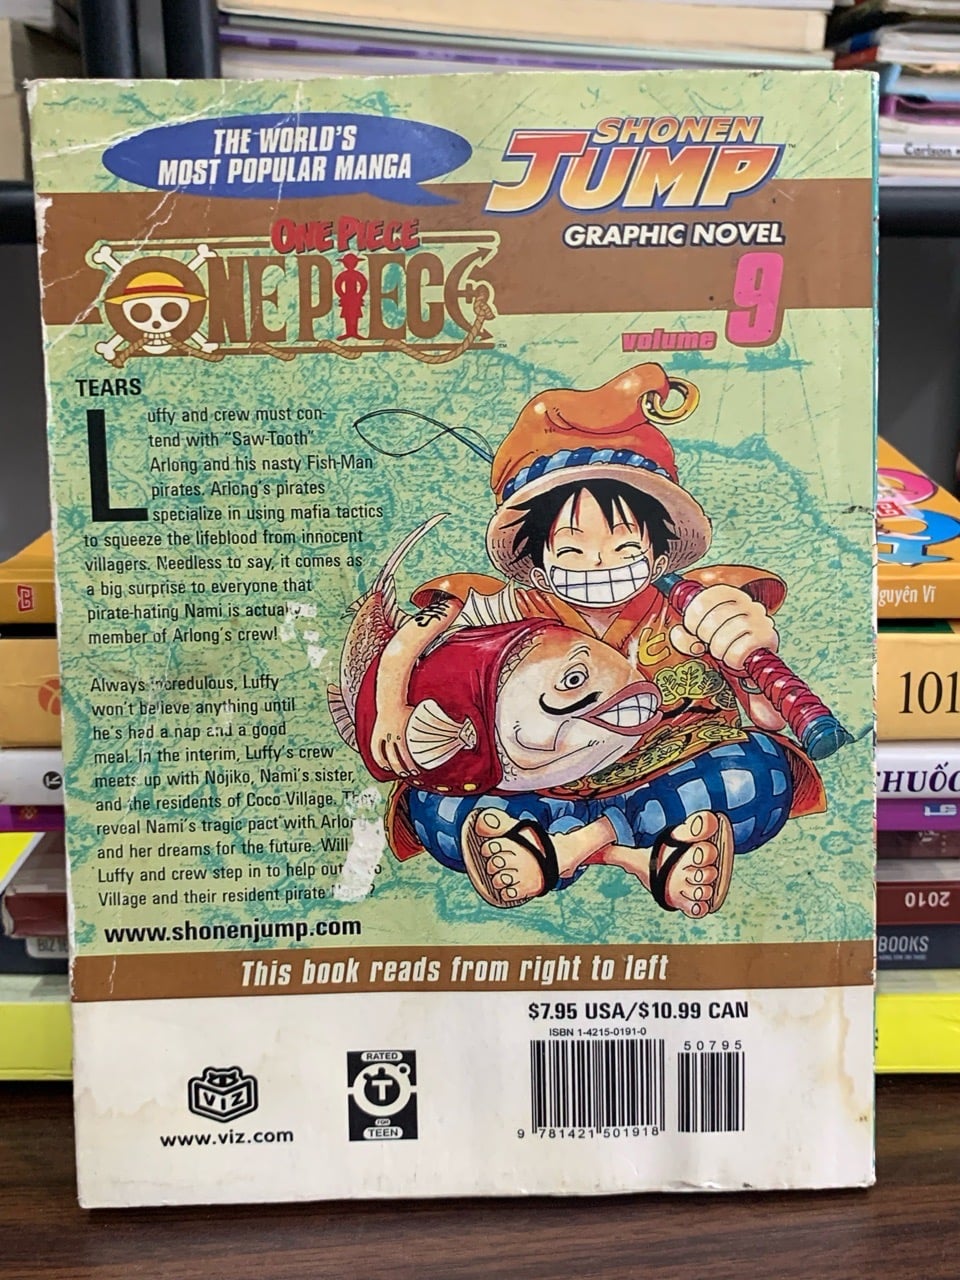 THE WORLD'S
MOST POPULAR MANGA
SHONEN
JUMP
GRAPHIC NOVEL
ONE PIECE
ONE PIECE
volume 9
TEARS
Luffy and crew must con-
tend with "Saw-Tooth"
Arlong and his nasty Fish-Man
pirates. Arlong's pirates
specialize in using mafia tactics
to squeeze the lifeblood from innocent
villagers. Needless to say, it comes as
a big surprise to everyone that
pirate-hating Nami is
member of Arlong's crew!
Always incredulous, Luffy
won't believe anything until
he's had a nap and a good
meal. In the interim, Luffy's crew
meets up with Nojiko, Nami's sister,
and the residents of Coco Village. They
reveal Nami's tragic pact with
and her dreams for the future. Will
Luffy and crew step in to help out
Village and their resident pirate
www.shonenjump.com
This book reads from right to left
$7.95 USA/$10.99 CAN
ISBN 1-4215-0191-0
50795
9 781421 501918
VIZ
www.viz.com
RATED
T
FOR
TEEN
Carlson
guyên Vĩ
101
HUỐC
2010
BOOKS